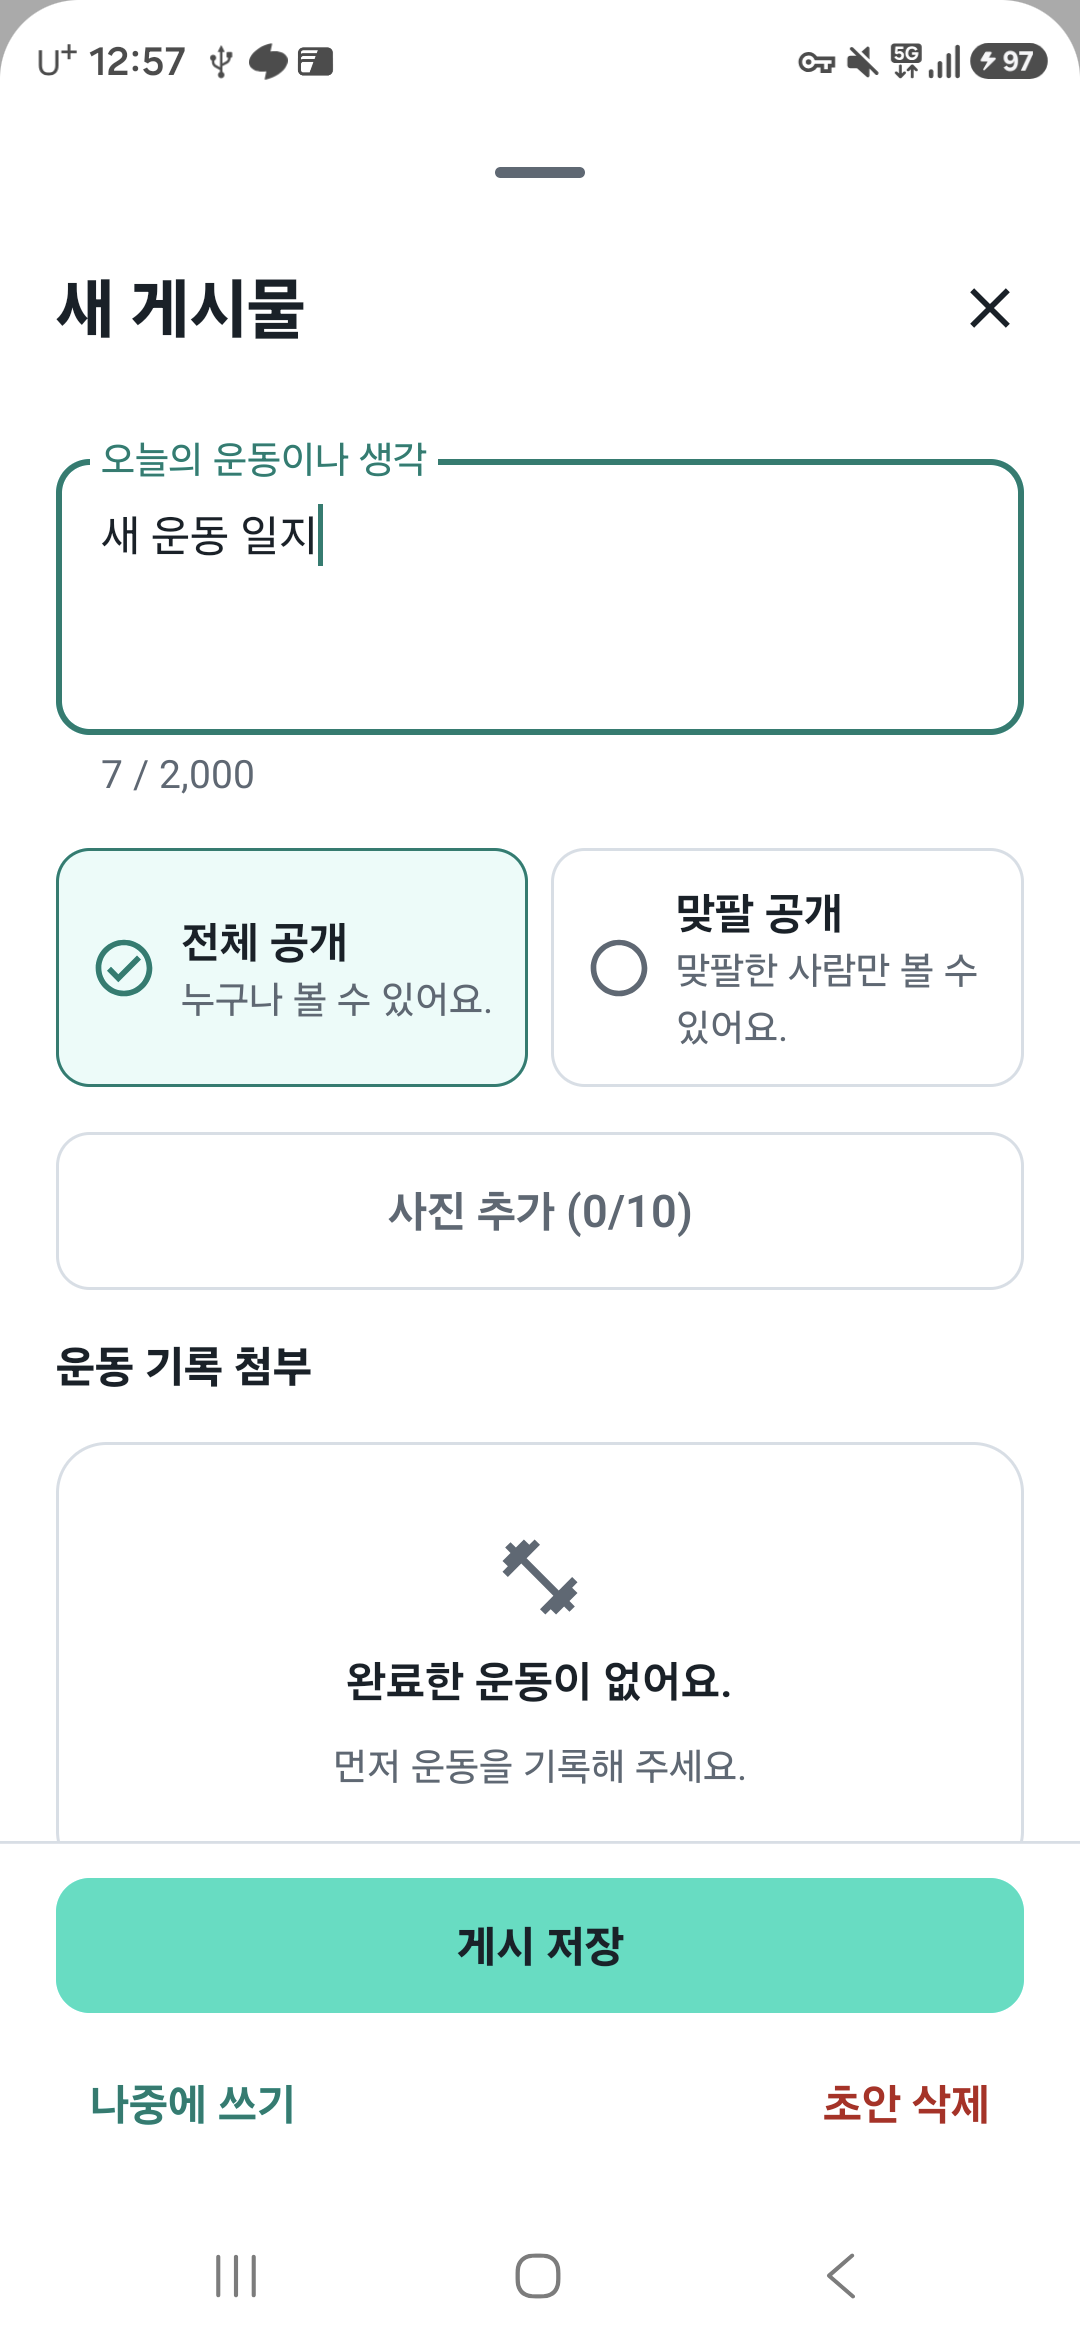 U+ 12:57 5G 97
새 게시물
오늘의 운동이나 생각
새 운동 일지
7 / 2,000
전체 공개
누구나 볼 수 있어요.
맞팔 공개
맞팔한 사람만 볼 수
있어요.
사진 추가 (0/10)
운동 기록 첨부
완료한 운동이 없어요.
먼저 운동을 기록해 주세요.
게시 저장
나중에 쓰기
초안 삭제